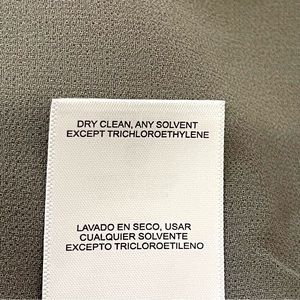 DRY CLEAN, ANY SOLVENT
EXCEPT TRICHLOROETHYLENE
LAVADO EN SECO, USAR
CUALQUIER SOLVENTE
EXCEPTO TRICLOROETILENO